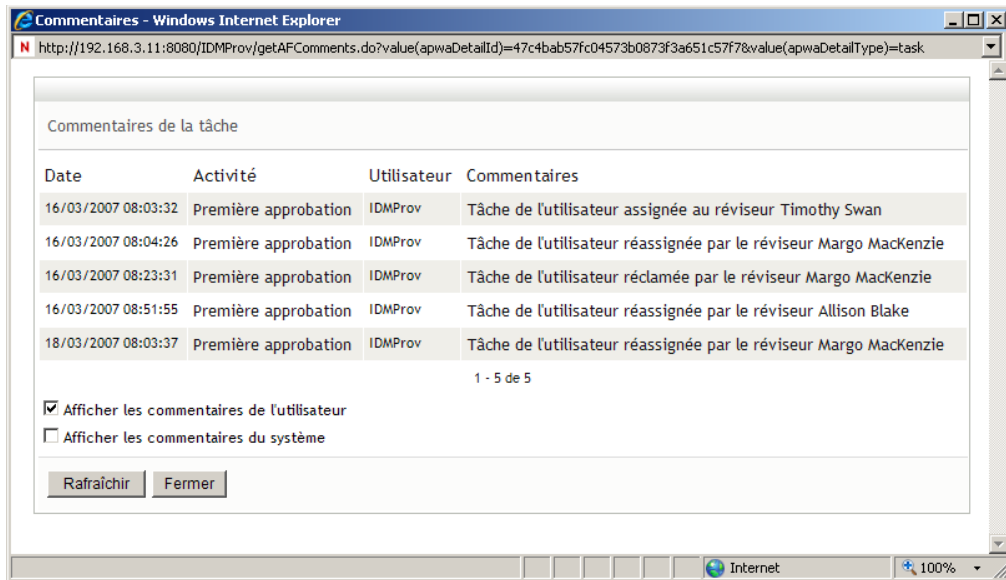 Commentaires - Windows Internet Explorer
N http://192.168.3.11:8080/IDMProv/getAFComments.do?value(apwaDetailId)=47c4bab57fc04573b0873f3a651c57f7&value(apwaDetailType)=task
Commentaires de la tâche
Date Activité Utilisateur Commentaires
16/03/2007 08:03:32 Première approbation IDMProv Tâche de l'utilisateur assignée au réviseur Timothy Swan
16/03/2007 08:04:26 Première approbation IDMProv Tâche de l'utilisateur réassignée par le réviseur Margo MacKenzie
16/03/2007 08:23:31 Première approbation IDMProv Tâche de l'utilisateur réclamée par le réviseur Margo MacKenzie
16/03/2007 08:51:55 Première approbation IDMProv Tâche de l'utilisateur réassignée par le réviseur Allison Blake
18/03/2007 08:03:37 Première approbation IDMProv Tâche de l'utilisateur réassignée par le réviseur Margo MacKenzie
1 - 5 de 5
Afficher les commentaires de l'utilisateur
Afficher les commentaires du système
Rafraîchir Fermer
Internet 100%